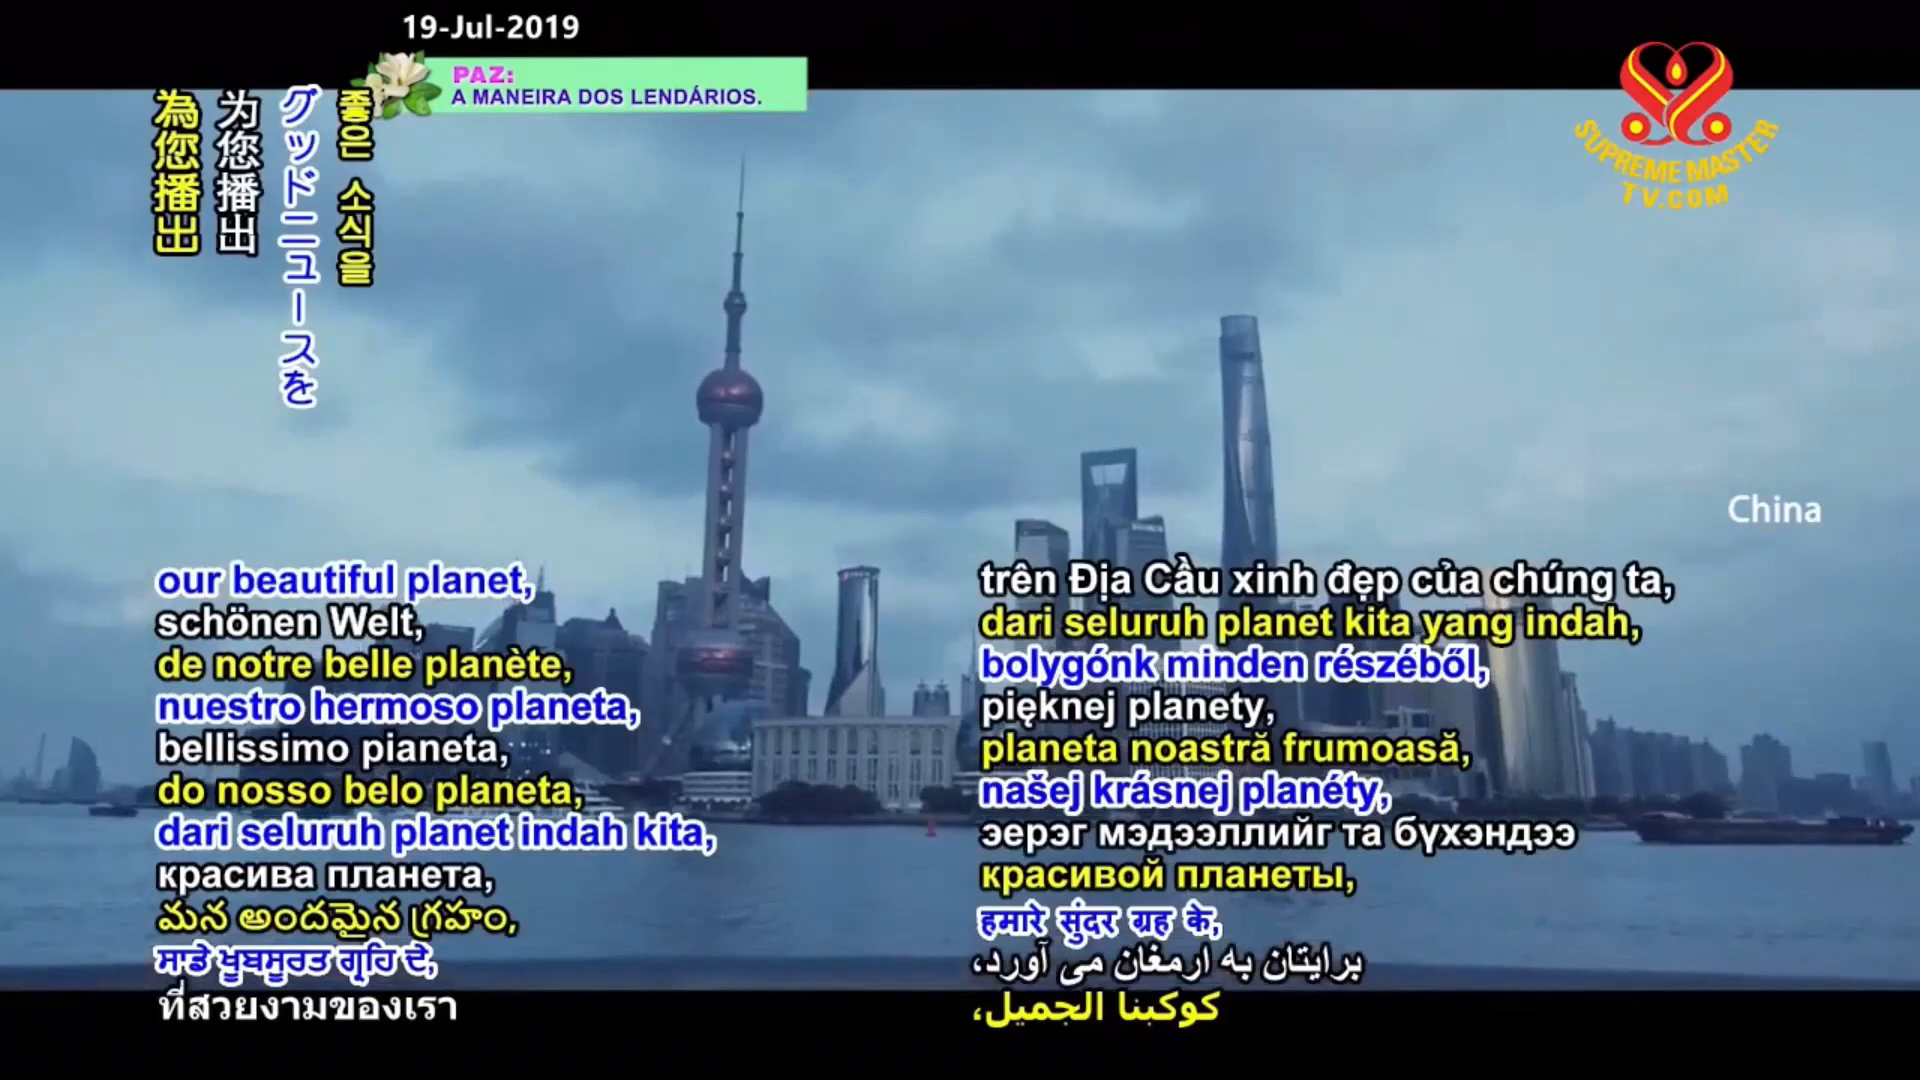 19-Jul-2019
PAZ:
A MANEIRA DOS LENDÁRIOS.
SUPREME MASTER
TV.COM
為您播出
为您播出
グッドニュースを
좋은 소식을
China
our beautiful planet,
schönen Welt,
de notre belle planète,
nuestro hermoso planeta,
bellissimo pianeta,
do nosso belo planeta,
dari seluruh planet indah kita,
красива планета,
మన అందమైన గ్రహం,
ਸਾਡੇ ਖੂਬਸੂਰਤ ਗ੍ਰਹਿ ਦੇ,
ที่สวยงามของเรา
trên Địa Cầu xinh đẹp của chúng ta,
dari seluruh planet kita yang indah,
bolygónk minden részéből,
pięknej planety,
planeta noastră frumoasă,
našej krásnej planéty,
эерэг мэдээллийг та бүхэндээ
красивой планеты,
हमारे सुंदर ग्रह के,
برایتان به ارمغان می آورد،
كوكبنا الجميل،